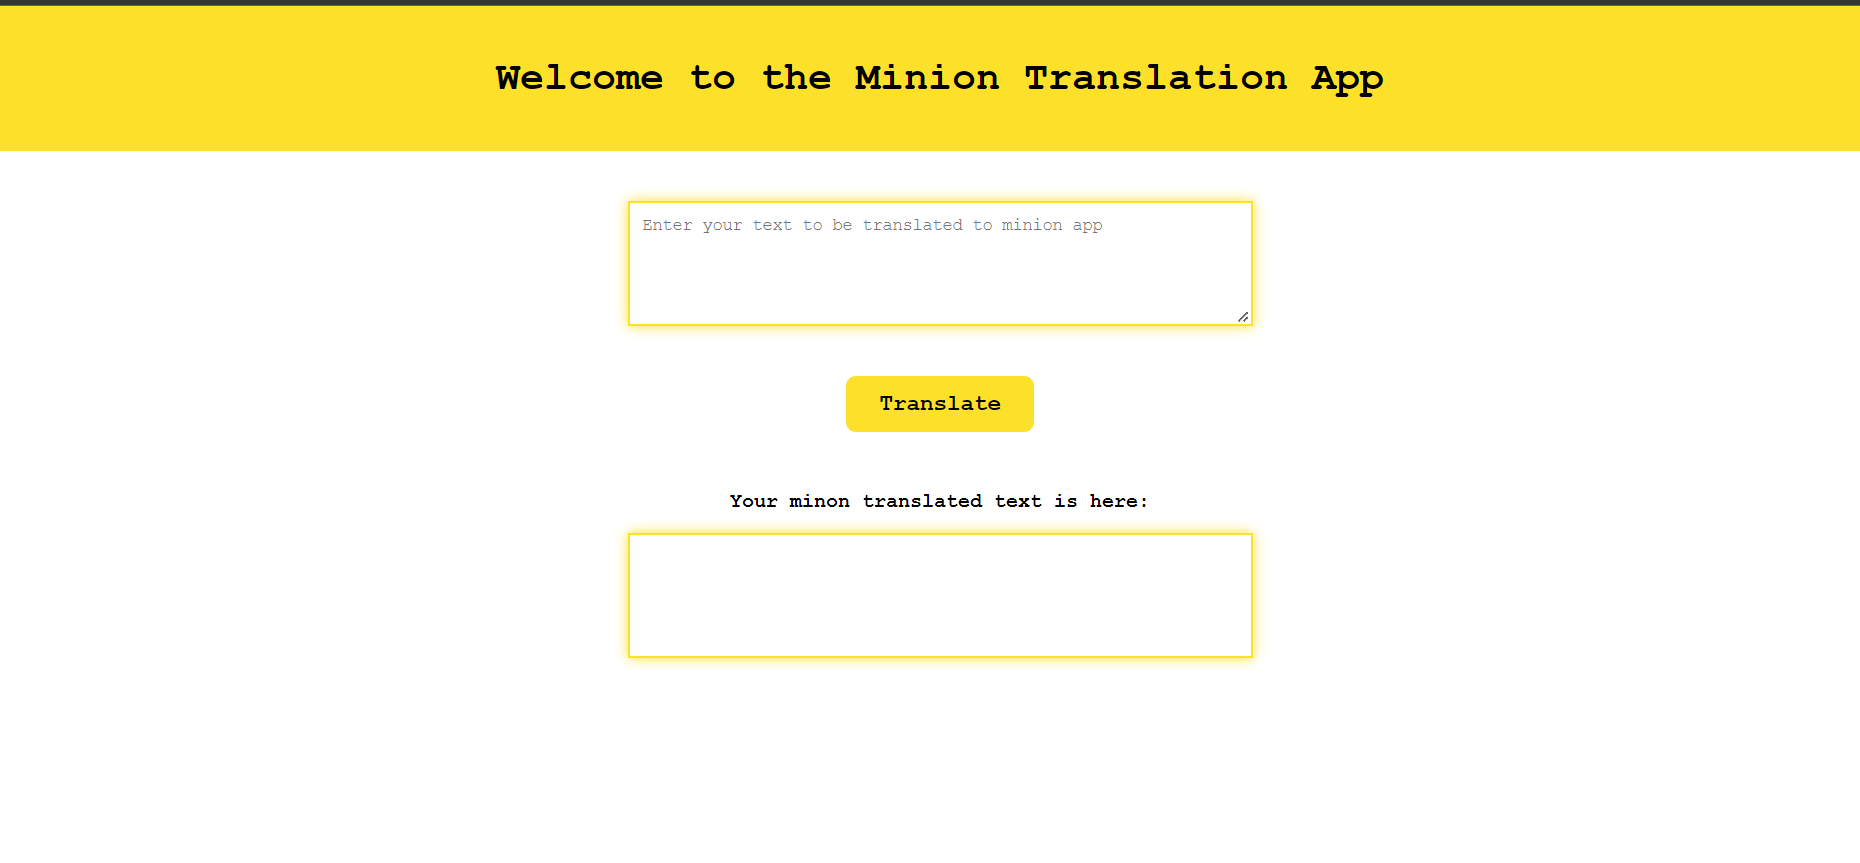 Welcome to the Minion Translation App
Enter your text to be translated to minion app
Translate
Your minon translated text is here: